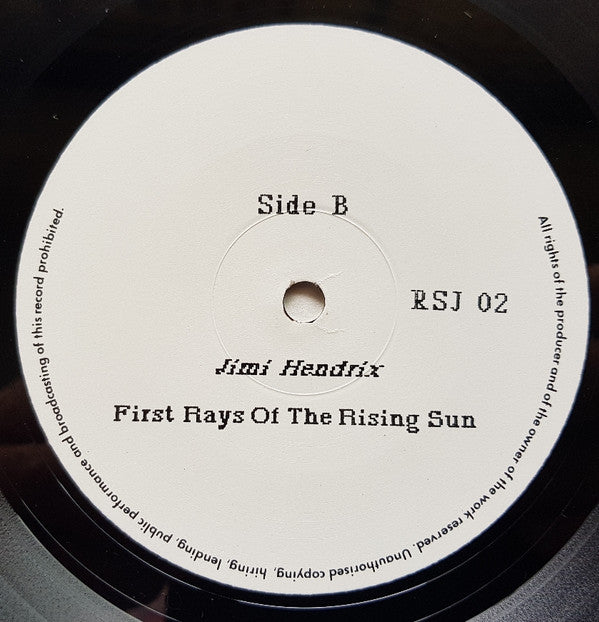 Side B
RSJ 02
Jimi Hendrix
First Rays Of The Rising Sun
All rights of the producer and of the owner of the work reserved. Unauthorised copying, hiring, lending, public performance and broadcasting of this record prohibited.